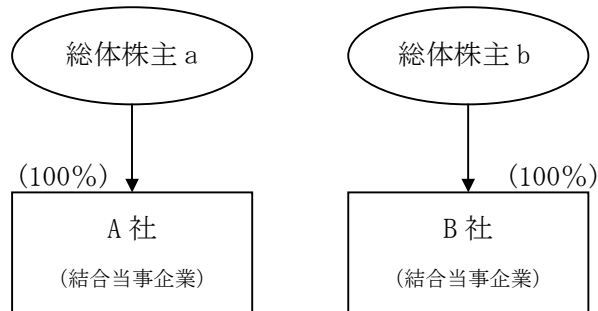 総体株主 a
総体株主 b
(100%)
(100%)
A 社
B 社
(結合当事企業)
(結合当事企業)